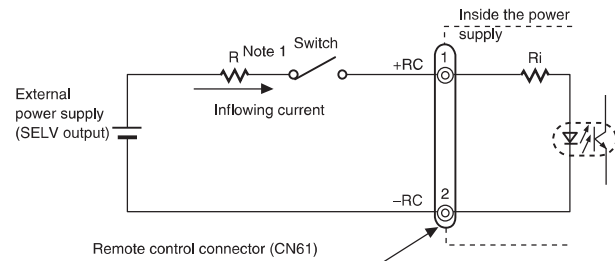 Inside the power
supply
R Note 1 Switch
+RC
1
Ri
External
power supply
(SELV output)
Inflowing current
−RC
2
Remote control connector (CN61)